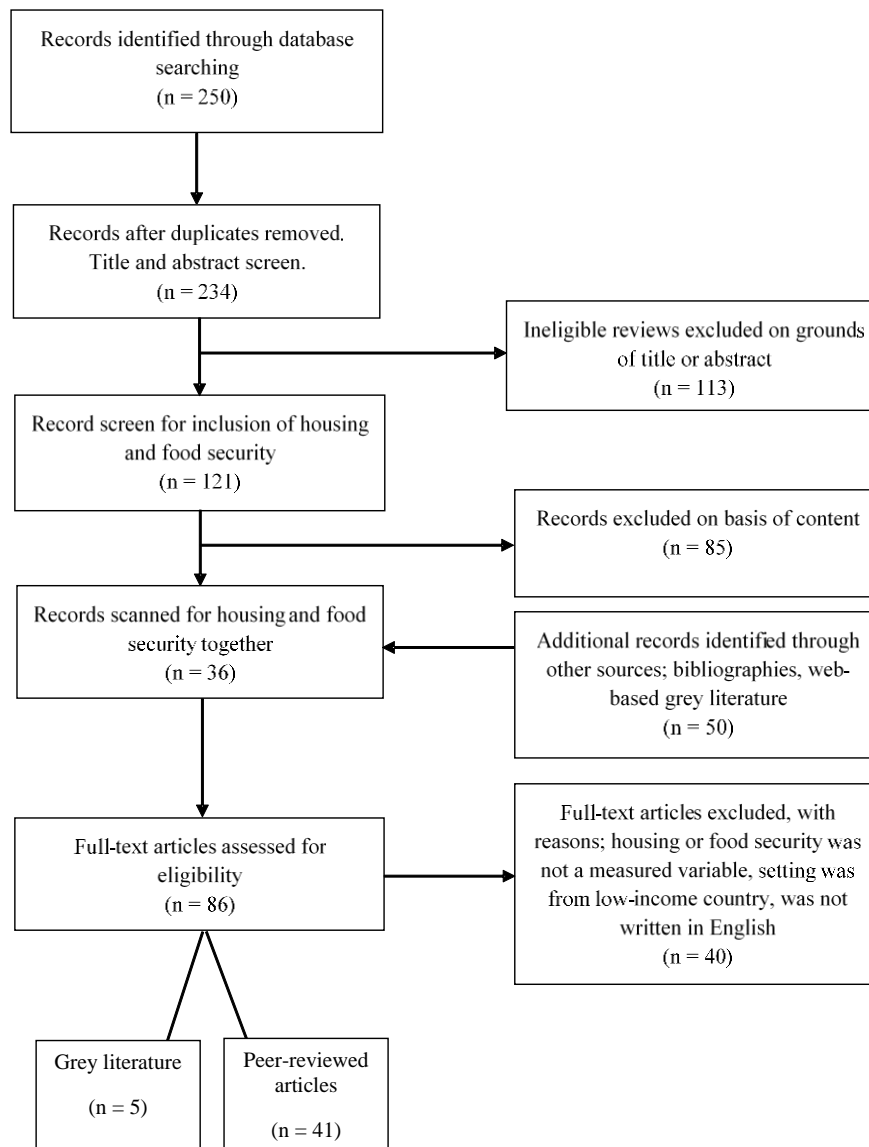 Records identified through database
searching
(n = 250)
Records after duplicates removed.
Title and abstract screen.
(n = 234)
Ineligible reviews excluded on grounds
of title or abstract
(n = 113)
Record screen for inclusion of housing
and food security
(n = 121)
Records excluded on basis of content
(n = 85)
Records scanned for housing and food
security together
(n = 36)
Additional records identified through
other sources; bibliographies, web-
based grey literature
(n = 50)
Full-text articles assessed for
eligibility
(n = 86)
Full-text articles excluded, with
reasons; housing or food security was
not a measured variable, setting was
from low-income country, was not
written in English
(n = 40)
Grey literature
(n = 5)
Peer-reviewed
articles
(n = 41)